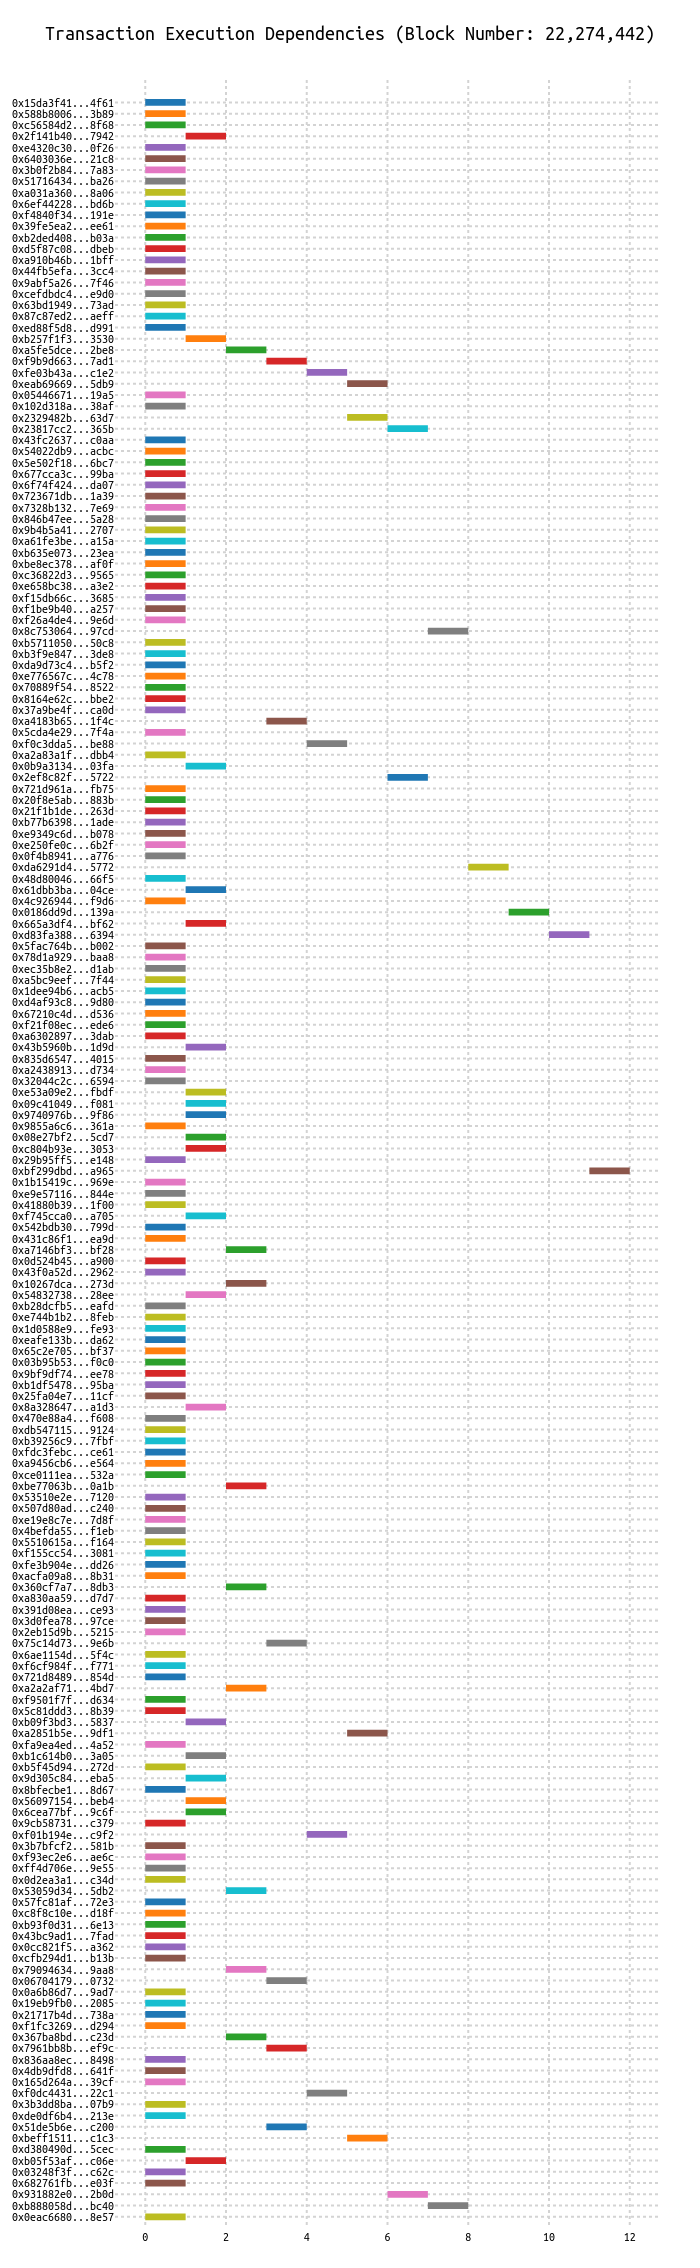 Transaction Execution Dependencies (Block Number: 22,274,442)
0x15da3f41...4f61
0x588b8006...3b89
0xc56584d2...8f68
0x2f141b40...7942
0xe4320c30...0f26
0x6403036e...21c8
0x3b0f2b84...7a83
0x51716434...ba26
0xa031a360...8a06
0x6ef44228...bd6b
0xf4840f34...191e
0x39fe5ea2...ee61
0xb2ded408...b03a
0xd5f87c08...dbeb
0xa910b46b...1bff
0x44fb5efa...3cc4
0x9abf5a26...7f46
0xcefdbdc4...e9d0
0x63bd1949...73ad
0x87c87ed2...aeff
0xed88f5d8...d991
0xb257f1f3...3530
0xa5fe5dce...2be8
0xf9b9d663...7ad1
0xfe03b43a...c1e2
0xeab69669...5db9
0x05446671...19a5
0x102d318a...38af
0x2329482b...63d7
0x23817cc2...365b
0x43fc2637...c0aa
0x54022db9...acbc
0x5e502f18...6bc7
0x677cca3c...99ba
0x6f74f424...da07
0x723671db...1a39
0x7328b132...7e69
0x846b47ee...5a28
0x9b4b5a41...2707
0xa61fe3be...a15a
0xb635e073...23ea
0xbe8ec378...af0f
0xc36822d3...9565
0xe658bc38...a3e2
0xf15db66c...3685
0xf1be9b40...a257
0xf26a4de4...9e6d
0x8c753064...97cd
0xb5711050...50c8
0xb3f9e847...3de8
0xda9d73c4...b5f2
0xe776567c...4c78
0x70889f54...8522
0x8164e62c...bbe2
0x37a9be4f...ca0d
0xa4183b65...1f4c
0x5cda4e29...7f4a
0xf0c3dda5...be88
0xa2a83a1f...dbb4
0x0b9a3134...03fa
0x2ef8c82f...5722
0x721d961a...fb75
0x20f8e5ab...883b
0x21f1b1de...263d
0xb77b6398...1ade
0xe9349c6d...b078
0xe250fe0c...6b2f
0x0f4b8941...a776
0xda6291d4...5772
0x48d80046...66f5
0x61dbb3ba...04ce
0x4c926944...f9d6
0x0186dd9d...139a
0x665a3df4...bf62
0xd83fa388...6394
0x5fac764b...b002
0x78d1a929...baa8
0xec35b8e2...d1ab
0xa5bc9eef...7f44
0x1dee94b6...acb5
0xd4af93c8...9d80
0x67210c4d...d536
0xf21f08ec...ede6
0xa6302897...3dab
0x43b5960b...1d9d
0x835d6547...4015
0xa2438913...d734
0x32044c2c...6594
0xe53a09e2...fbdf
0x09c41049...f081
0x9740976b...9f86
0x9855a6c6...361a
0x08e27bf2...5cd7
0xc804b93e...3053
0x29b95ff5...e148
0xbf299dbd...a965
0x1b15419c...969e
0xe9e57116...844e
0x41880b39...1f00
0xf745cca0...a705
0x542bdb30...799d
0x431c86f1...ea9d
0xa7146bf3...bf28
0x0d524b45...a900
0x43f0a52d...2962
0x10267dca...273d
0x54832738...28ee
0xb28dcfb5...eafd
0xe744b1b2...8feb
0x1d0588e9...fe93
0xeafe133b...da62
0x65c2e705...bf37
0x03b95b53...f0c0
0x9bf9df74...ee78
0xb1df5478...95ba
0x25fa04e7...11cf
0x8a328647...a1d3
0x470e88a4...f608
0xdb547115...9124
0xb39256c9...7fbf
0xfdc3febc...ce61
0xa9456cb6...e564
0xce0111ea...532a
0xbe77063b...0a1b
0x53510e2e...7120
0x507d80ad...c240
0xe19e8c7e...7d8f
0x4befda55...f1eb
0x5510615a...f164
0xf155cc54...3081
0xfe3b904e...dd26
0xacfa09a8...8b31
0x360cf7a7...8db3
0xa830aa59...d7d7
0x391d08ea...ce93
0x3d0fea78...97ce
0x2eb15d9b...5215
0x75c14d73...9e6b
0x6ae1154d...5f4c
0xf6cf984f...f771
0x721d8489...854d
0xa2a2af71...4bd7
0xf9501f7f...d634
0x5c81ddd3...8b39
0xb09f3bd3...5837
0xa2851b5e...9df1
0xfa9ea4ed...4a52
0xb1c614b0...3a05
0xb5f45d94...272d
0x9d305c84...eba5
0x8bfecbe1...8d67
0x56097154...beb4
0x6cea77bf...9c6f
0x9cb58731...c379
0xf01b194e...c9f2
0x3b7bfcf2...581b
0xf93ec2e6...ae6c
0xff4d706e...9e55
0x0d2ea3a1...c34d
0x53059d34...5db2
0x57fc81af...72e3
0xc8f8c10e...d18f
0xb93f0d31...6e13
0x43bc9ad1...7fad
0x0cc821f5...a362
0xcfb294d1...b13b
0x79094634...9aa8
0x06704179...0732
0x0a6b86d7...9ad7
0x19eb9fb0...2085
0x21717b4d...738a
0xf1fc3269...d294
0x367ba8bd...c23d
0x7961bb8b...ef9c
0x836aa8ec...8498
0x4db9dfd8...641f
0x165d264a...39cf
0xf0dc4431...22c1
0x3b3dd8ba...07b9
0xde0df6b4...213e
0x51de5b6e...c200
0xbeff1511...c1c3
0xd380490d...5cec
0xb05f53af...c06e
0x03248f3f...c62c
0x682761fb...e03f
0x931882e0...2b0d
0xb888058d...bc40
0x0eac6680...8e57
0 2 4 6 8 10 12